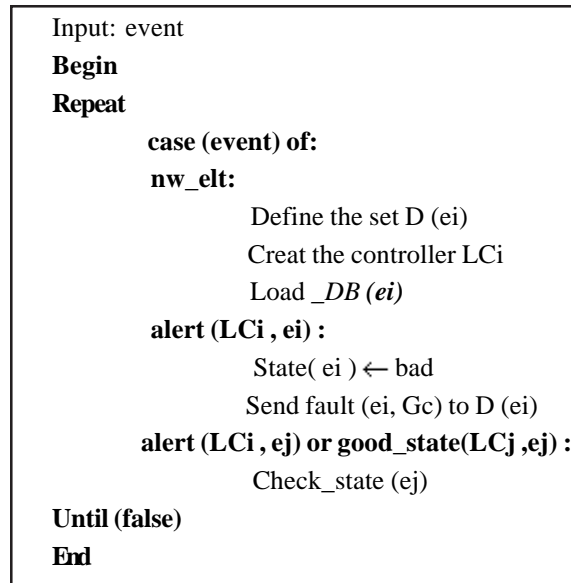 Input: event
Begin
Repeat
case (event) of:
nw_elt:
Define the set D (ei)
Creat the controller LCi
Load _DB (ei)
alert (LCi , ei) :
State( ei ) ← bad
Send fault (ei, Gc) to D (ei)
alert (LCi , ej) or good_state(LCj ,ej) :
Check_state (ej)
Until (false)
End